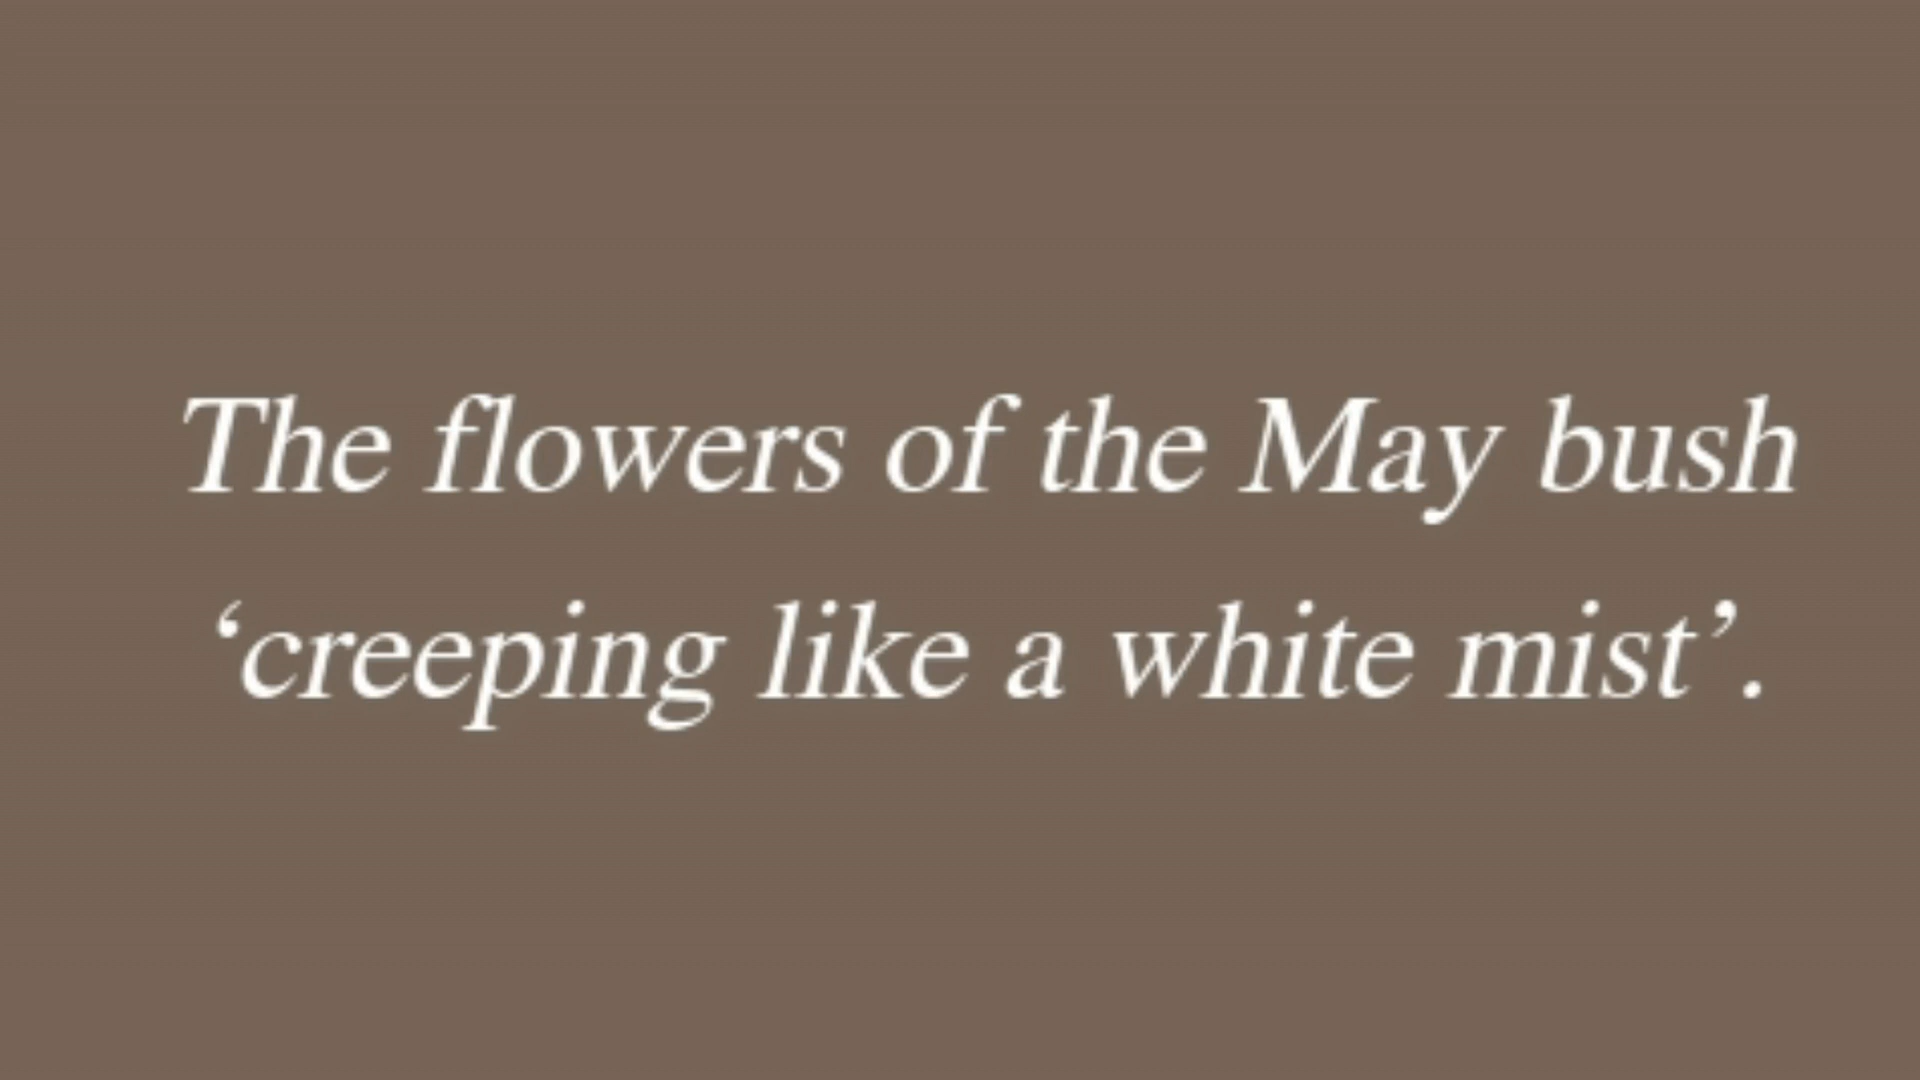 The flowers of the May bush
‘creeping like a white mist’.